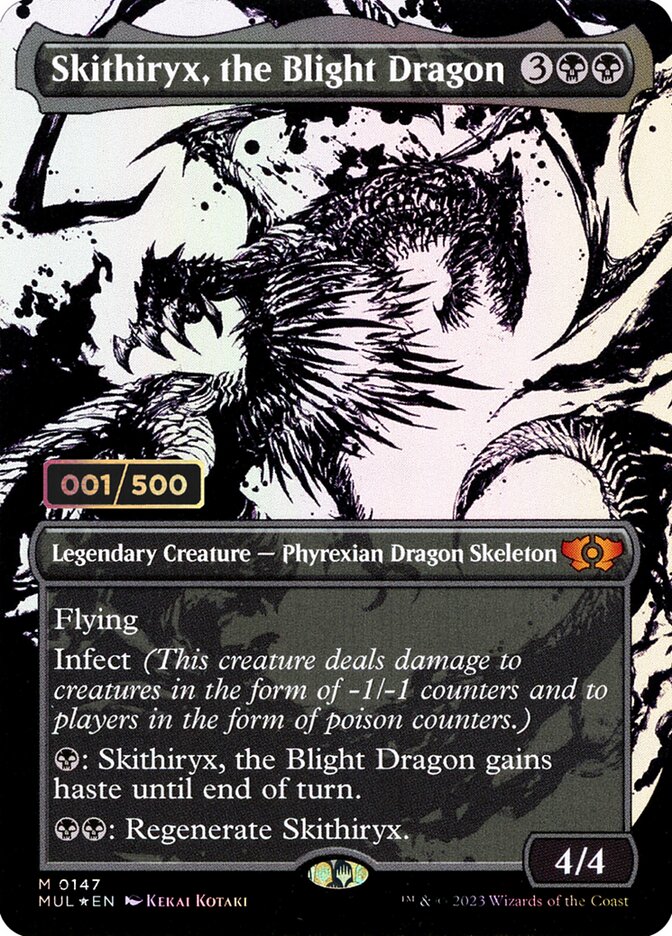 Skithiryx, the Blight Dragon 3
001/500
Legendary Creature — Phyrexian Dragon Skeleton
Flying
Infect (This creature deals damage to
creatures in the form of -1/-1 counters and to
players in the form of poison counters.)
: Skithiryx, the Blight Dragon gains
haste until end of turn.
: Regenerate Skithiryx.
4/4
M 0147
MUL★EN Kekai Kotaki
™ & © 2023 Wizards of the Coast